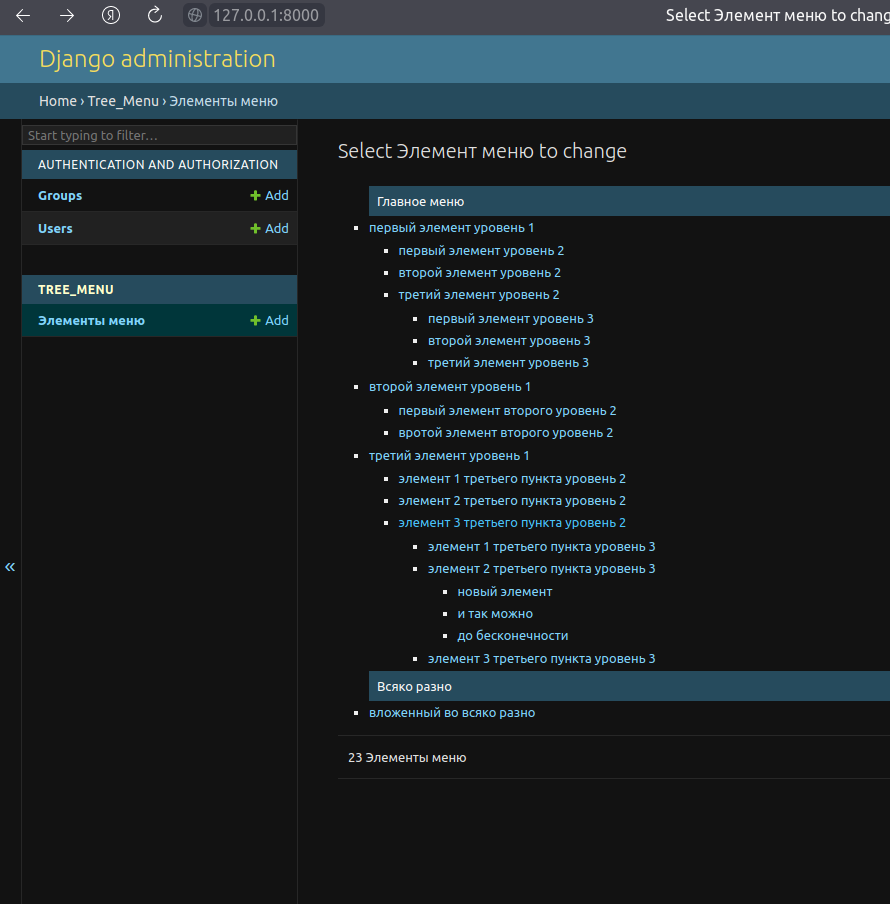 127.0.0.1:8000
Select Элемент меню to chang
Django administration
Home › Tree_Menu › Элементы меню
Start typing to filter…
AUTHENTICATION AND AUTHORIZATION
Groups
Add
Users
Add
TREE_MENU
Элементы меню
Add
«
Select Элемент меню to change
Главное меню
первый элемент уровень 1
первый элемент уровень 2
второй элемент уровень 2
третий элемент уровень 2
первый элемент уровень 3
второй элемент уровень 3
третий элемент уровень 3
второй элемент уровень 1
первый элемент второго уровень 2
вротой элемент второго уровень 2
третий элемент уровень 1
элемент 1 третьего пункта уровень 2
элемент 2 третьего пункта уровень 2
элемент 3 третьего пункта уровень 2
элемент 1 третьего пункта уровень 3
элемент 2 третьего пункта уровень 3
новый элемент
и так можно
до бесконечности
элемент 3 третьего пункта уровень 3
Всяко разно
вложенный во всяко разно
23 Элементы меню